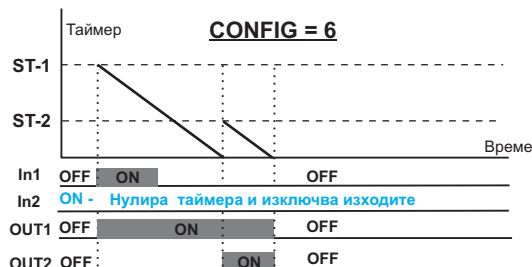 Таймер
CONFIG = 6
ST-1
ST-2
Време
In1 OFF ON OFF
In2 ON - Нулира таймера и изключва изходите
OUT1 OFF ON OFF
OUT2 OFF ON OFF